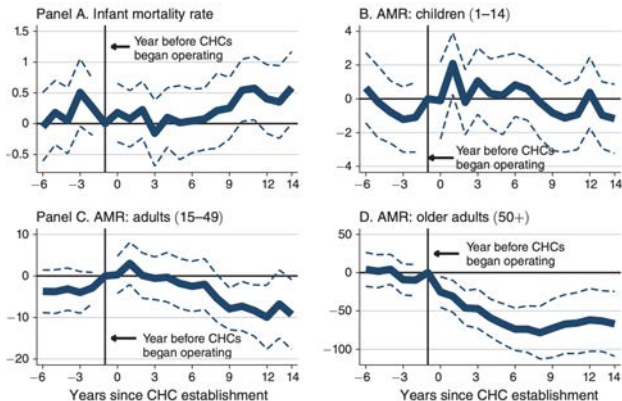 Panel A. Infant mortality rate
1.5
1
0.5
0
0.5
Year before CHCs
began operating
−6 −3 0 3 6 9 12 14
B. AMR: children (1–14)
4
2
0
−2
−4
Year before CHCs
began operating
−6 −3 0 3 6 9 12 14
Panel C. AMR: adults (15–49)
10
0
−10
−20
Year before CHCs
began operating
−6 −3 0 3 6 9 12 14
Years since CHC establishment
D. AMR: older adults (50+)
50
0
−50
−100
Year before CHCs
began operating
−6 −3 0 3 6 9 12 14
Years since CHC establishment